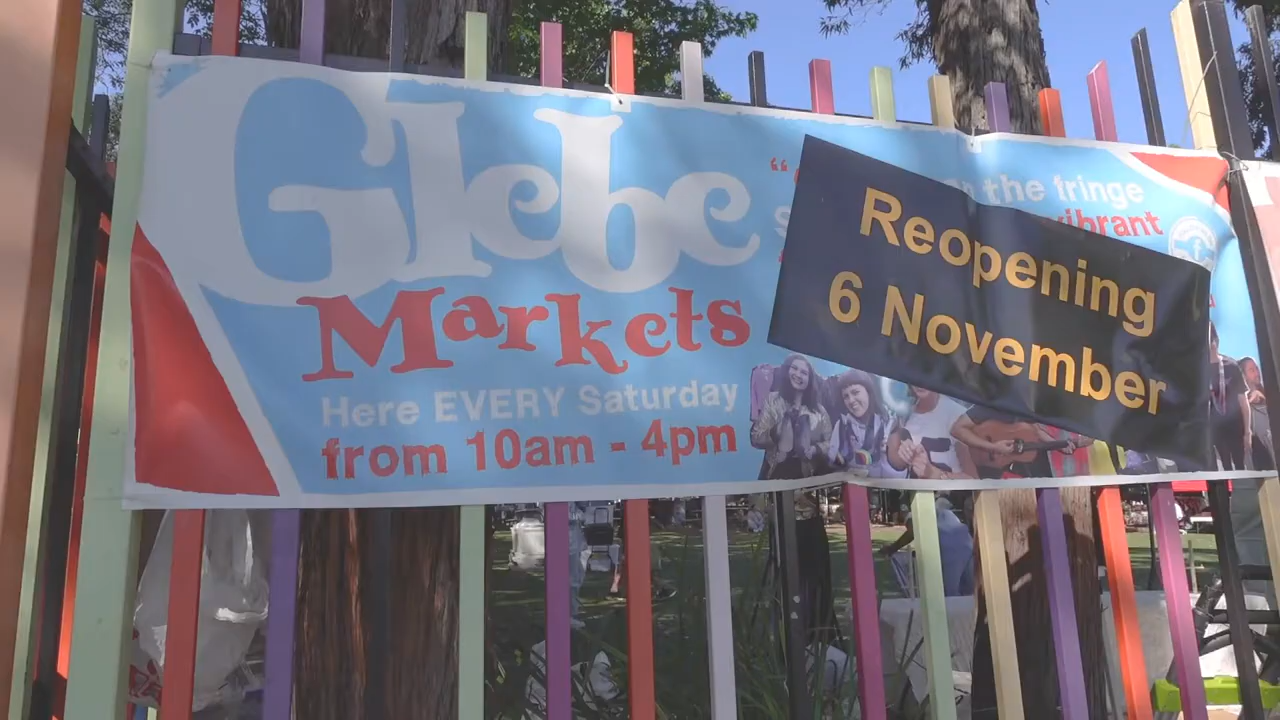 Glebe
Markets
Here EVERY Saturday
from 10am - 4pm
the fringe
vibrant
Reopening
6 November